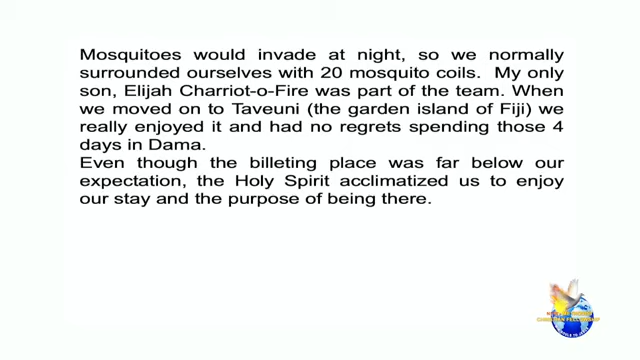 Mosquitoes would invade at night, so we normally
surrounded ourselves with 20 mosquito coils. My only
son, Elijah Charriot-o-Fire was part of the team. When
we moved on to Taveuni (the garden island of Fiji) we
really enjoyed it and had no regrets spending those 4
days in Dama.
Even though the billeting place was far below our
expectation, the Holy Spirit acclimatized us to enjoy
our stay and the purpose of being there.